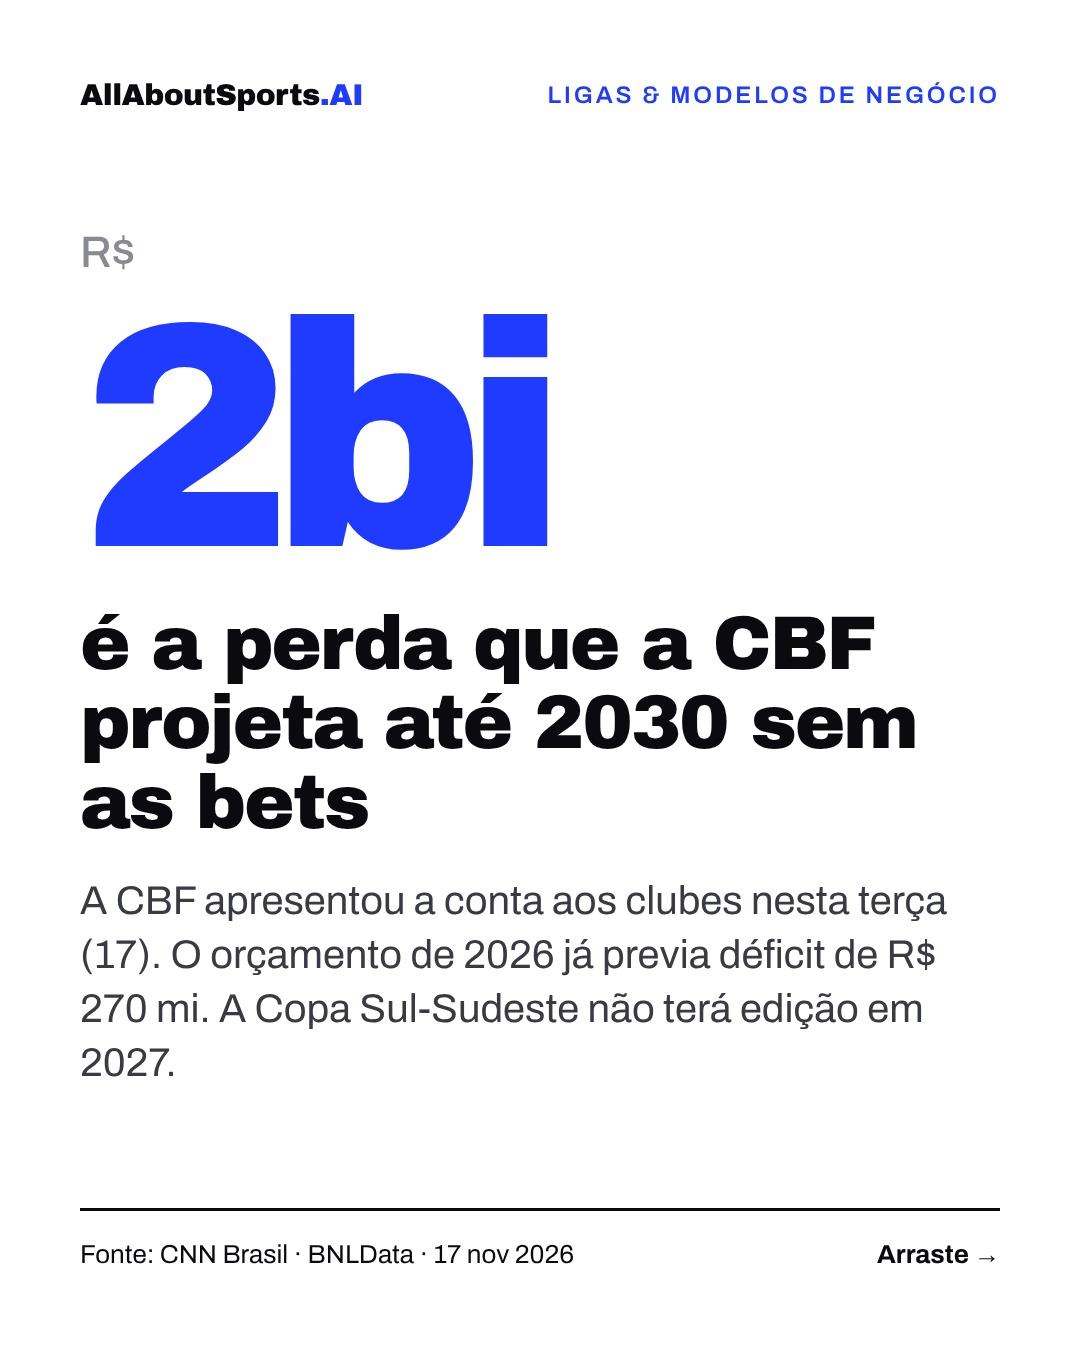 AllAboutSports.AI
LIGAS & MODELOS DE NEGÓCIO
R$
2bi
é a perda que a CBF
projeta até 2030 sem
as bets
A CBF apresentou a conta aos clubes nesta terça
(17). O orçamento de 2026 já previa déficit de R$
270 mi. A Copa Sul-Sudeste não terá edição em
2027.
Fonte: CNN Brasil · BNLData · 17 nov 2026
Arraste →